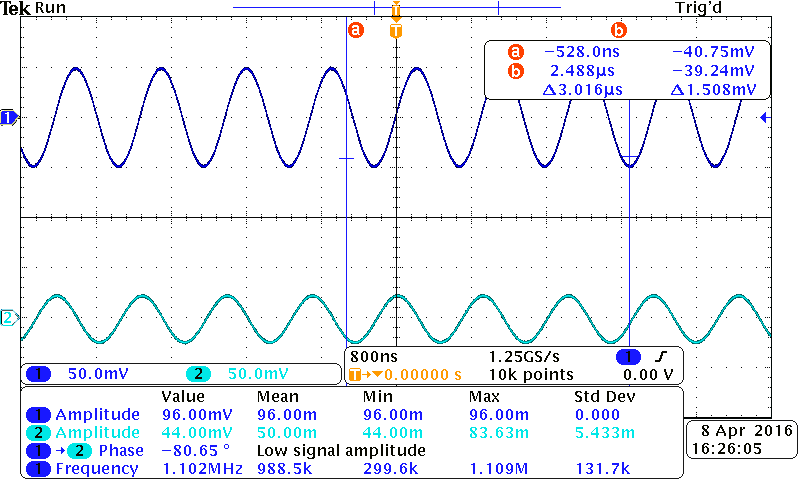 Tek Run Trig'd
a b
T
a −528.0ns −40.75mV
b 2.488µs −39.24mV
Δ3.016µs Δ1.508mV
1
2
1 50.0mV 2 50.0mV
800ns 1.25GS/s 1
T→▼0.00000 s 10k points 0.00 V
Value Mean Min Max Std Dev
1 Amplitude 96.00mV 96.00m 96.00m 96.00m 0.000
2 Amplitude 44.00mV 50.00m 44.00m 83.63m 5.433m
1 → 2 Phase −80.65 ° Low signal amplitude
1 Frequency 1.102MHz 988.5k 299.6k 1.109M 131.7k
8 Apr 2016
16:26:05